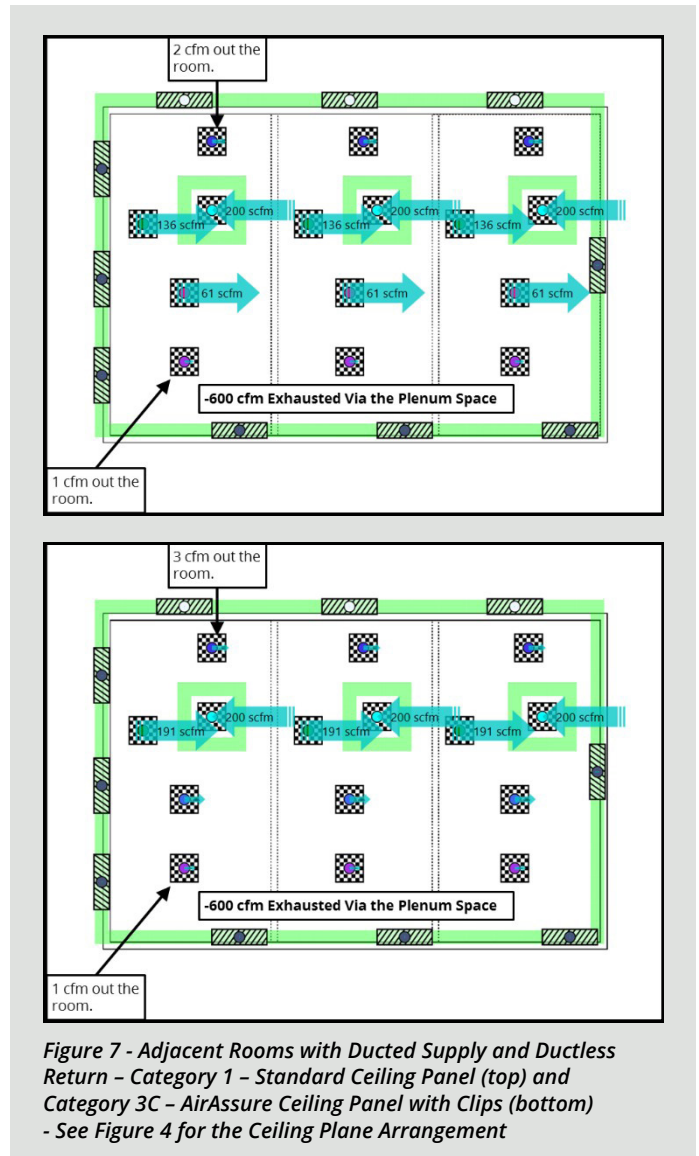 2 cfm out the
room.
200 scfm
200 scfm
200 scfm
136 scfm
136 scfm
136 scfm
61 scfm
61 scfm
61 scfm
-600 cfm Exhausted Via the Plenum Space
1 cfm out the
room.
3 cfm out the
room.
200 scfm
200 scfm
200 scfm
191 scfm
191 scfm
191 scfm
-600 cfm Exhausted Via the Plenum Space
1 cfm out the
room.
Figure 7 - Adjacent Rooms with Ducted Supply and Ductless
Return – Category 1 – Standard Ceiling Panel (top) and
Category 3C – AirAssure Ceiling Panel with Clips (bottom)
- See Figure 4 for the Ceiling Plane Arrangement